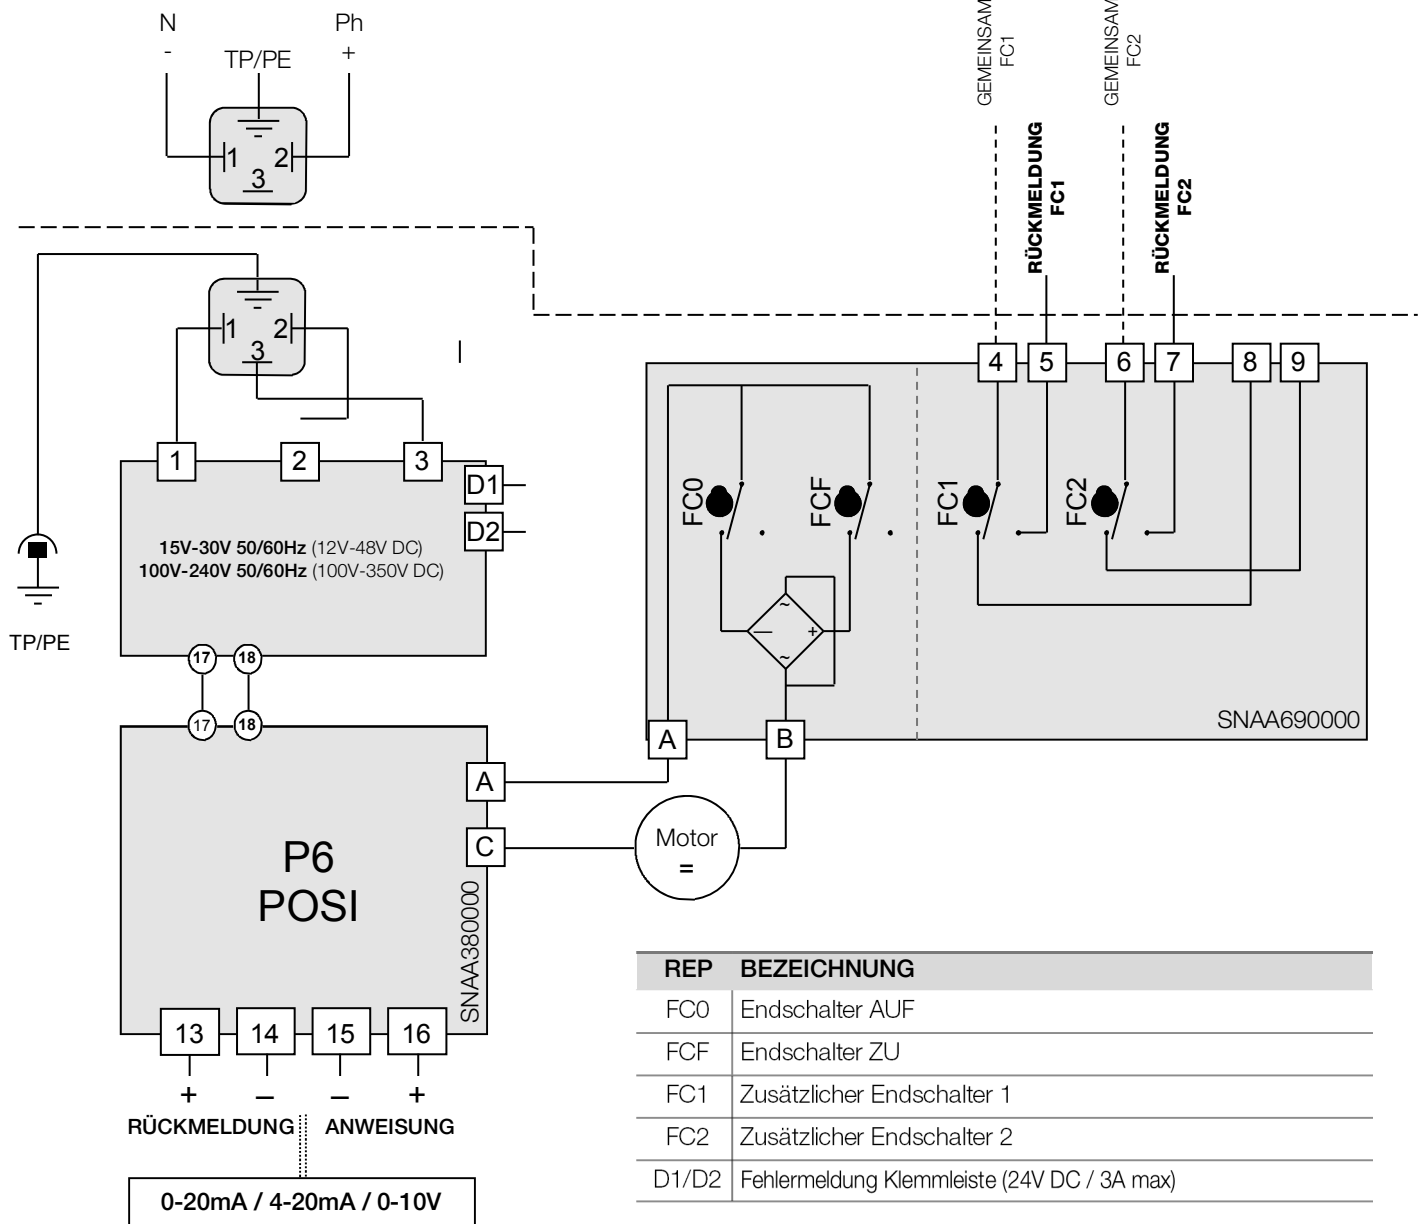 N
Ph
-
TP/PE
+
1
2
3
GEMEINSAM
FC1
GEMEINSAM
FC2
RÜCKMELDUNG
FC1
RÜCKMELDUNG
FC2
1
2
3
4
5
6
7
8
9
1
2
3
D1
D2
15V-30V 50/60Hz (12V-48V DC)
100V-240V 50/60Hz (100V-350V DC)
TP/PE
17
18
17
18
FC0
FCF
FC1
FC2
~
—
+
~
SNAA690000
A
B
A
C
Motor
=
P6
POSI
SNAA380000
13
14
15
16
+
–
–
+
RÜCKMELDUNG
ANWEISUNG
0-20mA / 4-20mA / 0-10V
REP BEZEICHNUNG
FC0 Endschalter AUF
FCF Endschalter ZU
FC1 Zusätzlicher Endschalter 1
FC2 Zusätzlicher Endschalter 2
D1/D2 Fehlermeldung Klemmleiste (24V DC / 3A max)